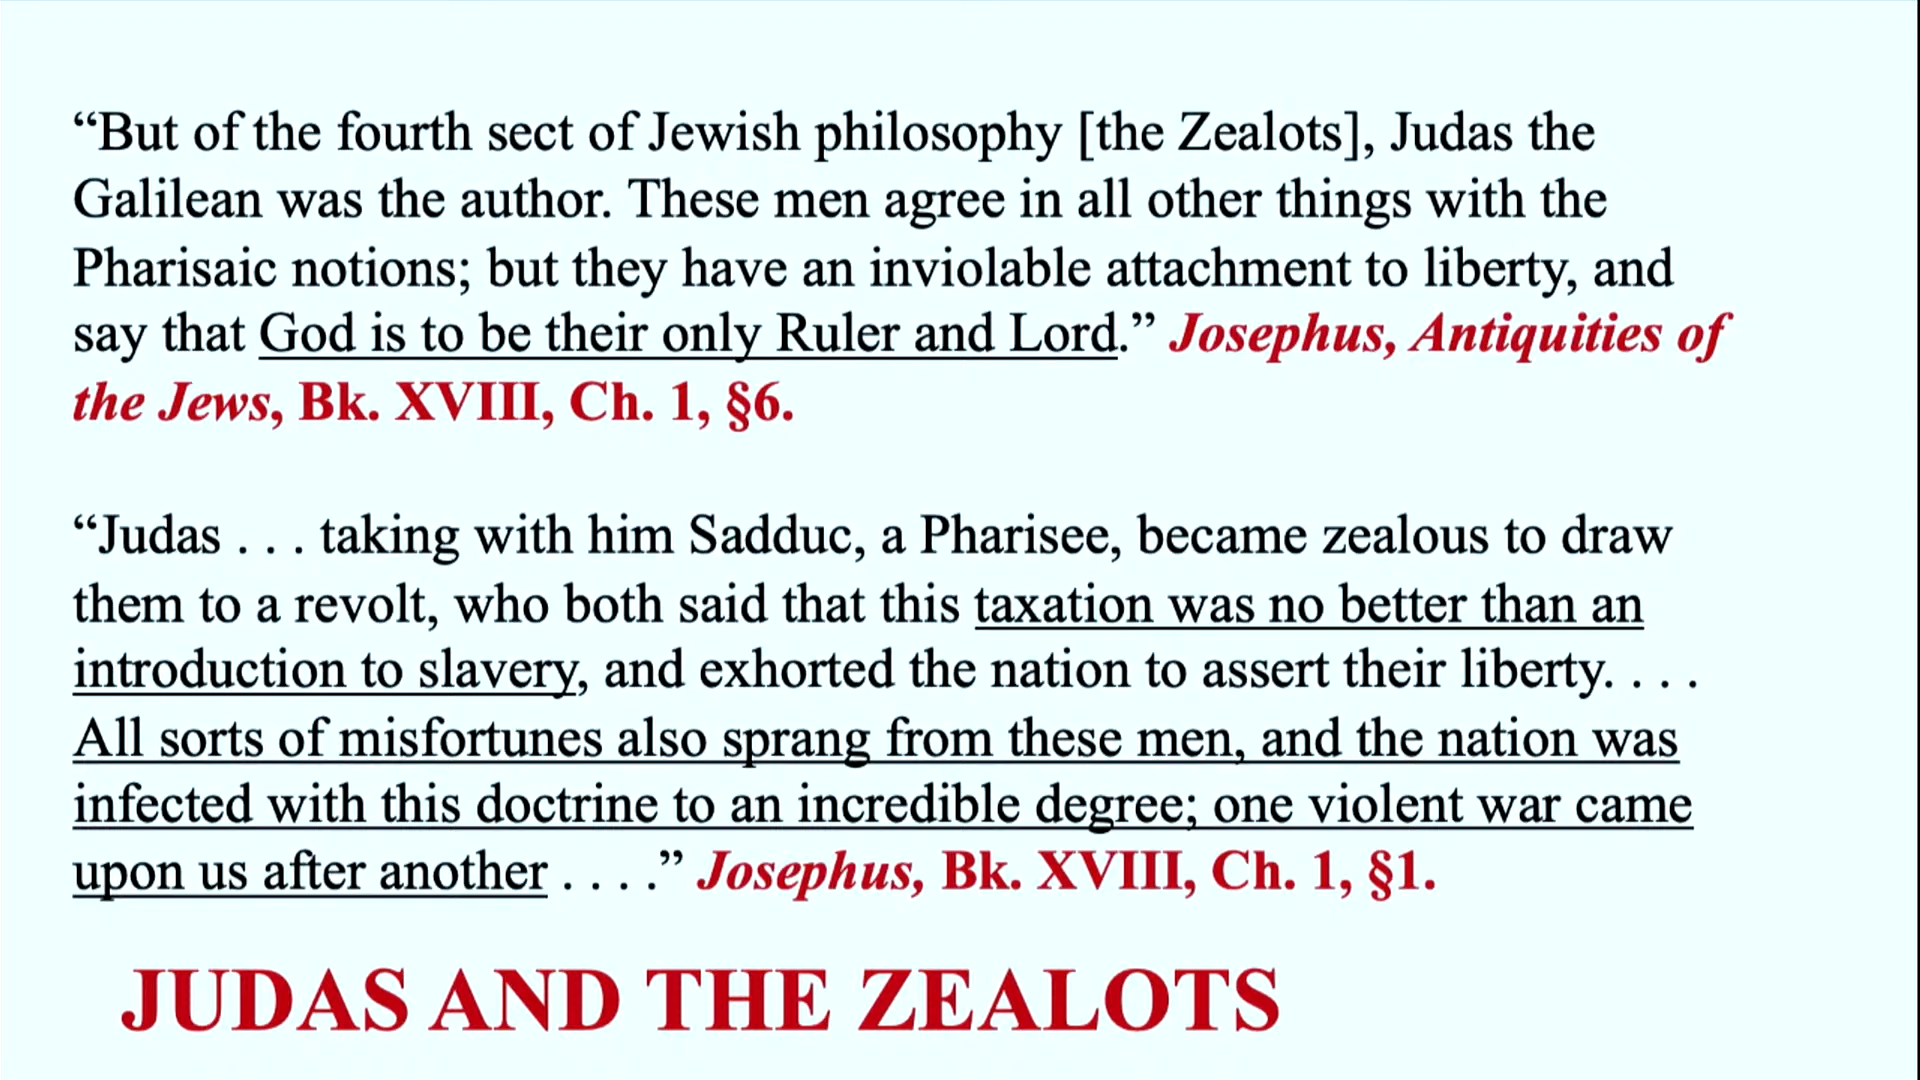 “But of the fourth sect of Jewish philosophy [the Zealots], Judas the
Galilean was the author. These men agree in all other things with the
Pharisaic notions; but they have an inviolable attachment to liberty, and
say that God is to be their only Ruler and Lord.” Josephus, Antiquities of
the Jews, Bk. XVIII, Ch. 1, §6.
“Judas . . . taking with him Sadduc, a Pharisee, became zealous to draw
them to a revolt, who both said that this taxation was no better than an
introduction to slavery, and exhorted the nation to assert their liberty. . . .
All sorts of misfortunes also sprang from these men, and the nation was
infected with this doctrine to an incredible degree; one violent war came
upon us after another . . . .” Josephus, Bk. XVIII, Ch. 1, §1.
JUDAS AND THE ZEALOTS